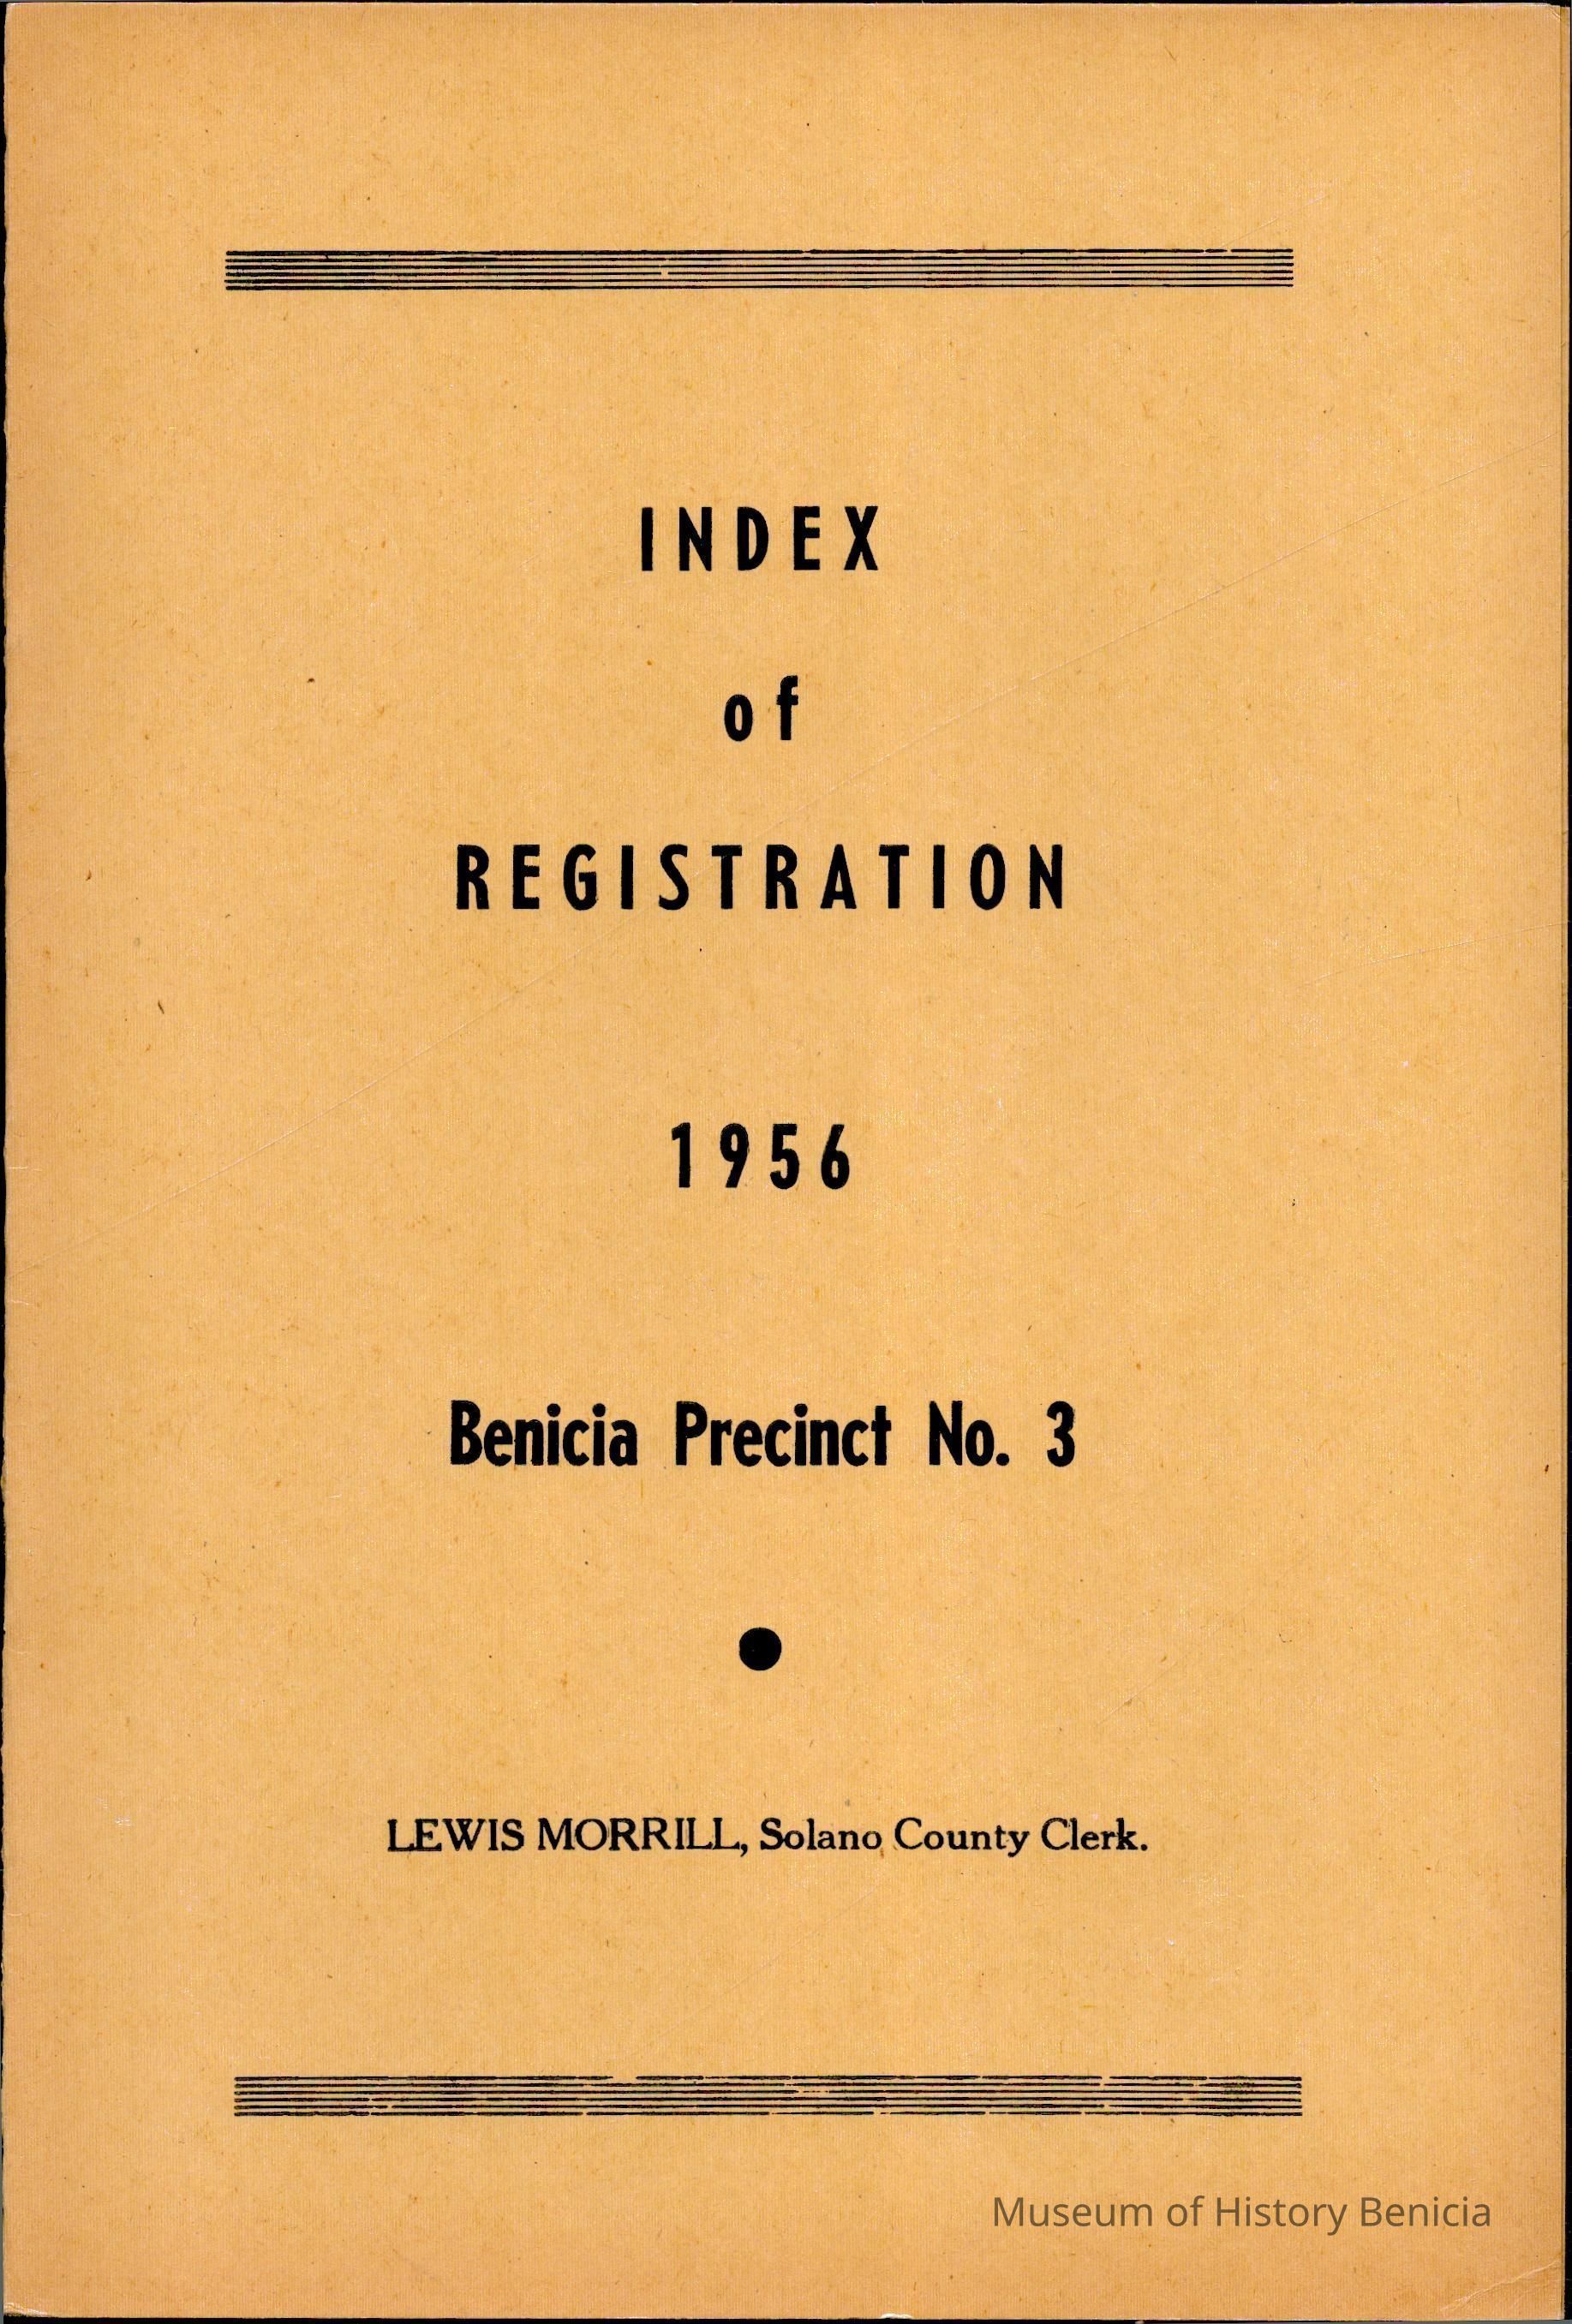 INDEX
of
REGISTRATION
1956
Benicia Precinct No. 3
LEWIS MORRILL, Solano County Clerk.
Museum of History Benicia